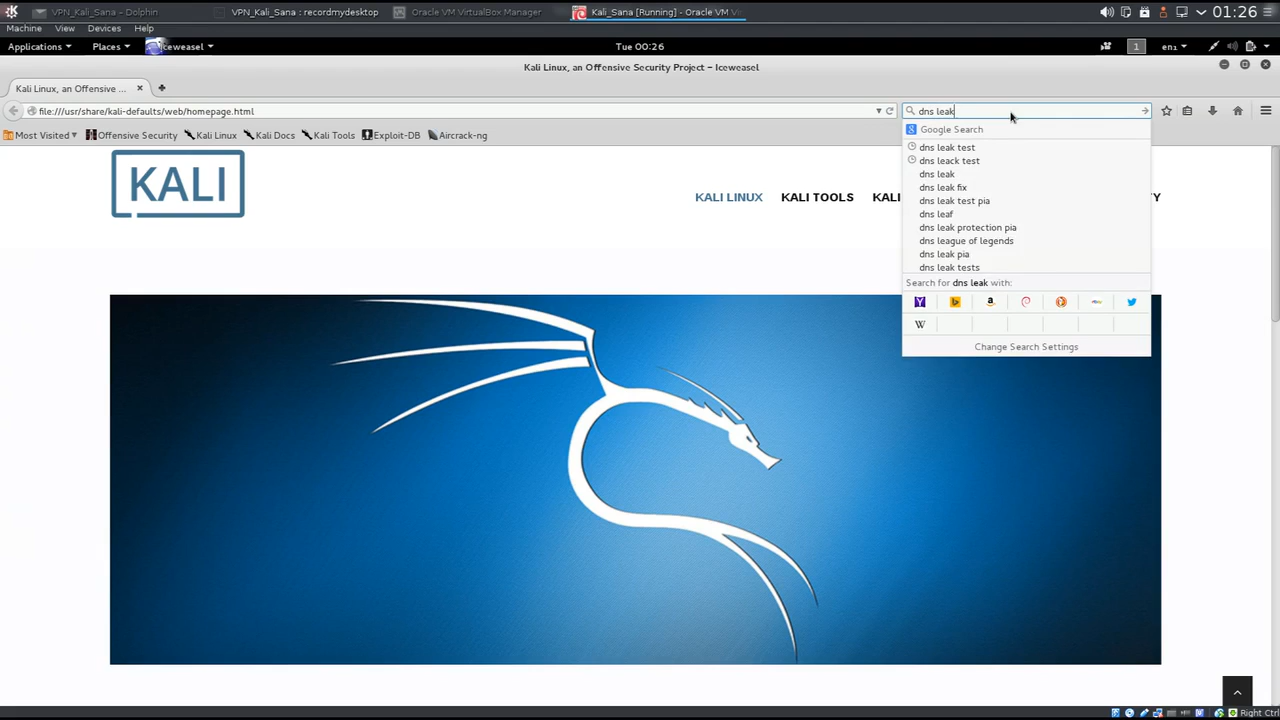 VPN_Kali_Sana - Dolphin VPN_Kali_Sana : recordmydesktop Oracle VM VirtualBox Manager Kali_Sana [Running] - Oracle VM Vi 01:26
Machine View Devices Help
Applications Places Iceweasel Tue 00:26 1 en1
Kali Linux, an Offensive Security Project – Iceweasel
Kali Linux, an Offensive ...
file:///usr/share/kali-defaults/web/homepage.html dns leak
Google Search
Most Visited Offensive Security Kali Linux Kali Docs Kali Tools Exploit-DB Aircrack-ng
dns leak test
dns leack test
dns leak
dns leak fix
dns leak test pia
dns leaf
dns leak protection pia
dns league of legends
dns leak pia
dns leak tests
Search for dns leak with:
W
Change Search Settings
KALI
KALI LINUX KALI TOOLS KA Y
Right Ctrl